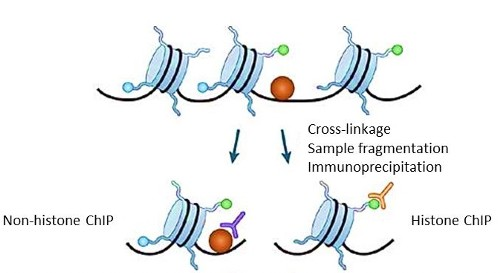 Cross-linkage
Sample fragmentation
Immunoprecipitation
Non-histone ChIP
Histone ChIP